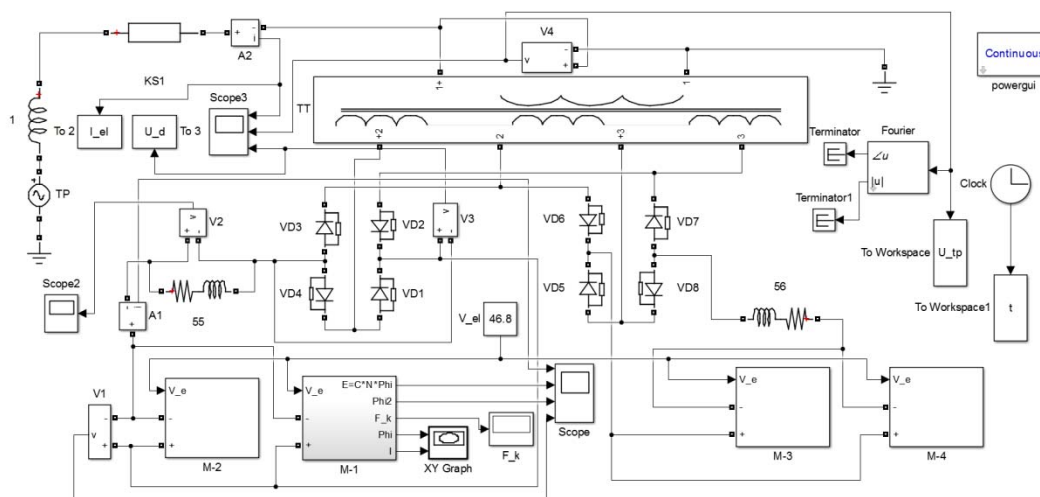 V4
A2
Continuous
powergui
KS1
Scope3
TT
1+
1
1
To 2
I_el
U_d
To 3
+2
2
+3
3
Terminator
Fourier
∠u
|u|
Terminator1
Clock
TP
V2
VD3
VD2
V3
VD6
VD7
To Workspace
U_tp
Scope2
A1
55
VD4
VD1
VD5
VD8
56
To Workspace1
t
V_el
46.8
V1
V_e
-
+
M-2
V_e
-
+
E=C*N*Phi
Phi2
F_k
Phi
I
M-1
XY Graph
F_k
Scope
V_e
-
+
M-3
V_e
-
+
M-4
v
-
+
v
-
+
v
+
-
v
+
-
-
i
+
i
-
+